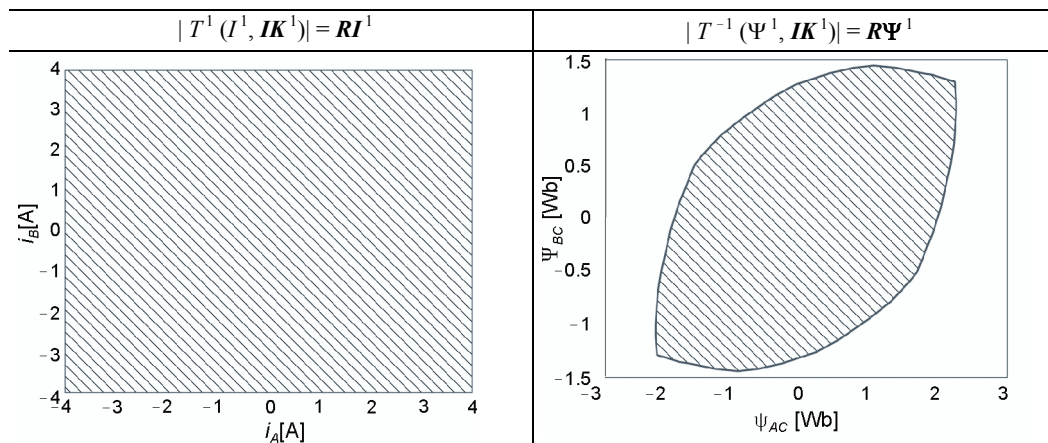 | T¹ (I¹, IK¹)| = RI¹
| T⁻¹ (Ψ¹, IK¹)| = RΨ¹
4
3
2
1
0
−1
−2
−3
−4
i_B[A]
−4 −3 −2 −1 0 1 2 3 4
i_A[A]
1.5
1
0.5
0
−0.5
−1
−1.5
Ψ_BC [Wb]
−3 −2 −1 0 1 2 3
ψ_AC [Wb]